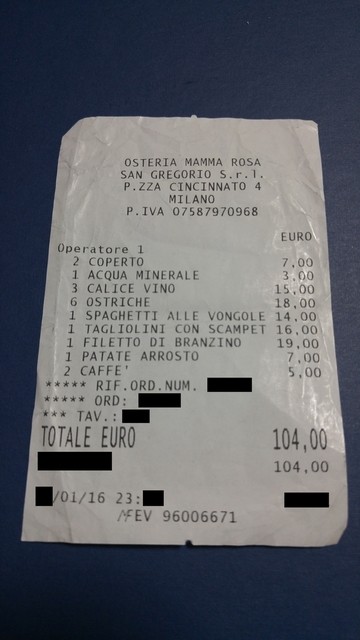 OSTERIA MAMMA ROSA
SAN GREGORIO S.r.l.
P.ZZA CINCINNATO 4
MILANO
P.IVA 07587970968
EURO
Operatore 1
2 COPERTO 7,00
1 ACQUA MINERALE 3,00
3 CALICE VINO 15,00
6 OSTRICHE 18,00
1 SPAGHETTI ALLE VONGOLE 14,00
1 TAGLIOLINI CON SCAMPET 16,00
1 FILETTO DI BRANZINO 19,00
1 PATATE ARROSTO 7,00
2 CAFFE' 5,00
***** RIF.ORD.NUM.
***** ORD:
*** TAV.:
TOTALE EURO 104,00
104,00
/01/16 23:
MFEV 96006671